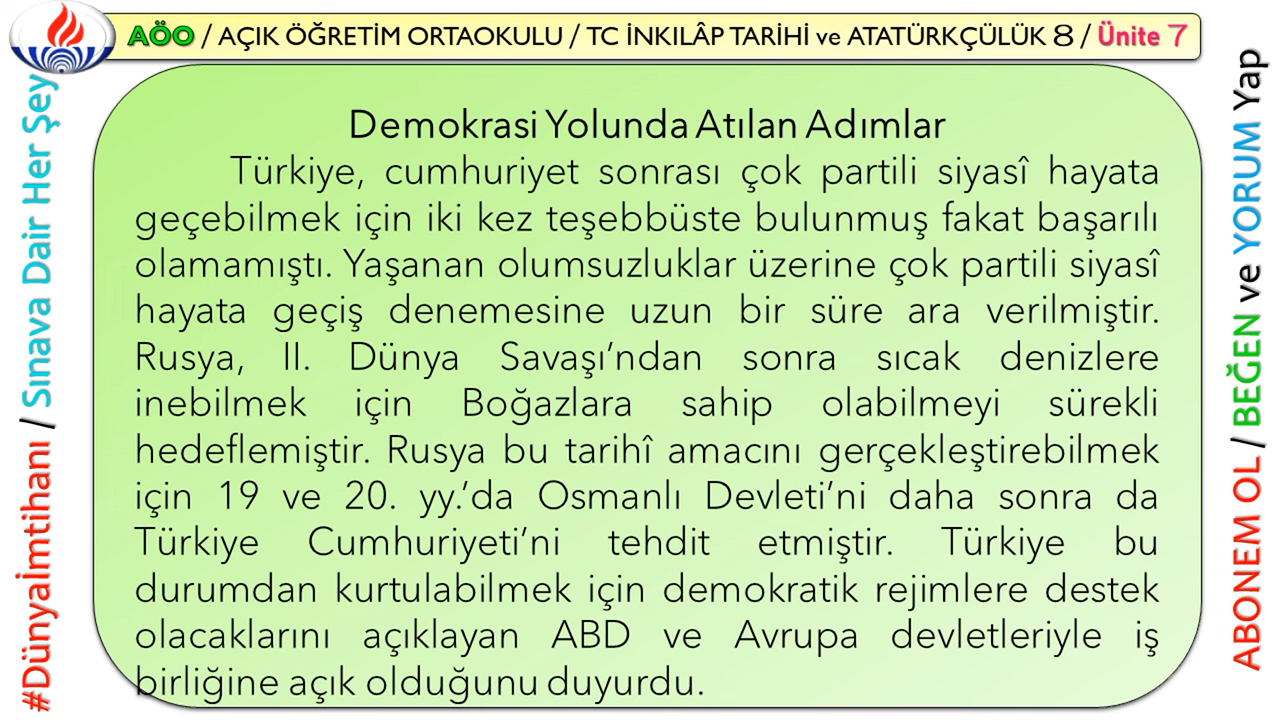 AÖO / AÇIK ÖĞRETİM ORTAOKULU / TC İNKILÂP TARİHİ ve ATATÜRKÇÜLÜK 8 / Ünite 7
#Dünyaİmtihanı / Sınava Dair Her Şey
Demokrasi Yolunda Atılan Adımlar
Türkiye, cumhuriyet sonrası çok partili siyasî hayata
geçebilmek için iki kez teşebbüste bulunmuş fakat başarılı
olamamıştı. Yaşanan olumsuzluklar üzerine çok partili siyasî
hayata geçiş denemesine uzun bir süre ara verilmiştir.
Rusya, II. Dünya Savaşı’ndan sonra sıcak denizlere
inebilmek için Boğazlara sahip olabilmeyi sürekli
hedeflemiştir. Rusya bu tarihî amacını gerçekleştirebilmek
için 19 ve 20. yy.’da Osmanlı Devleti’ni daha sonra da
Türkiye Cumhuriyeti’ni tehdit etmiştir. Türkiye bu
durumdan kurtulabilmek için demokratik rejimlere destek
olacaklarını açıklayan ABD ve Avrupa devletleriyle iş
birliğine açık olduğunu duyurdu.
ABONEM OL / BEĞEN ve YORUM Yap